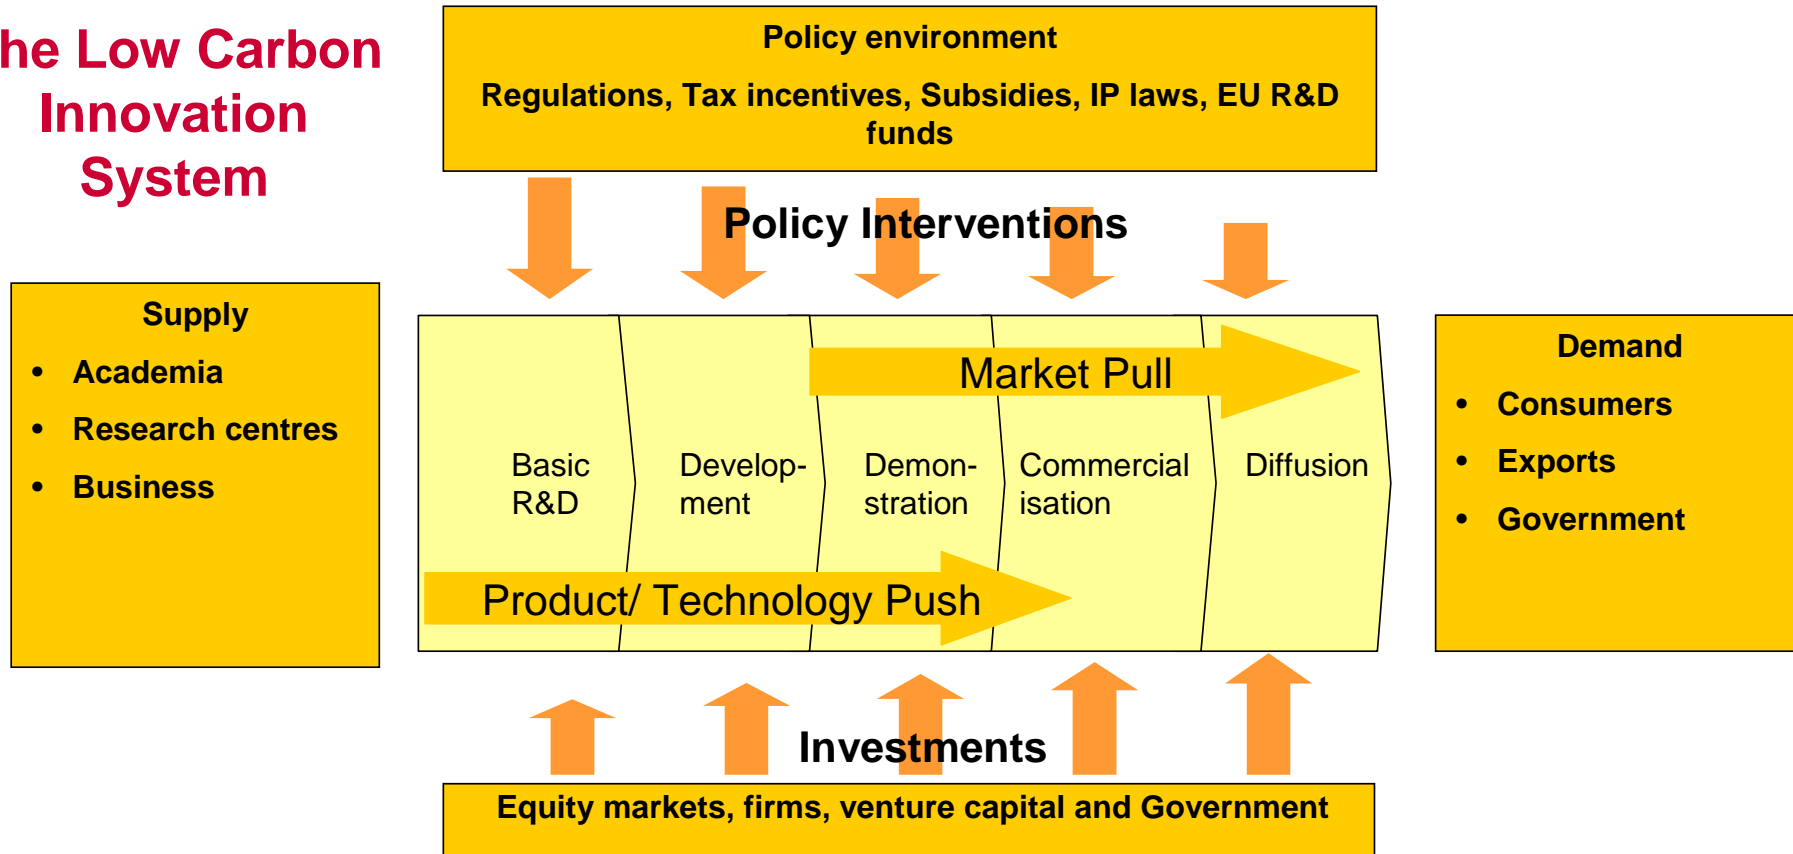 he Low Carbon
Innovation
System
Policy environment
Regulations, Tax incentives, Subsidies, IP laws, EU R&D
funds
Policy Interventions
Supply
• Academia
• Research centres
• Business
Market Pull
Basic
R&D
Develop-
ment
Demon-
stration
Commercial
isation
Diffusion
Product/ Technology Push
Demand
• Consumers
• Exports
• Government
Investments
Equity markets, firms, venture capital and Government